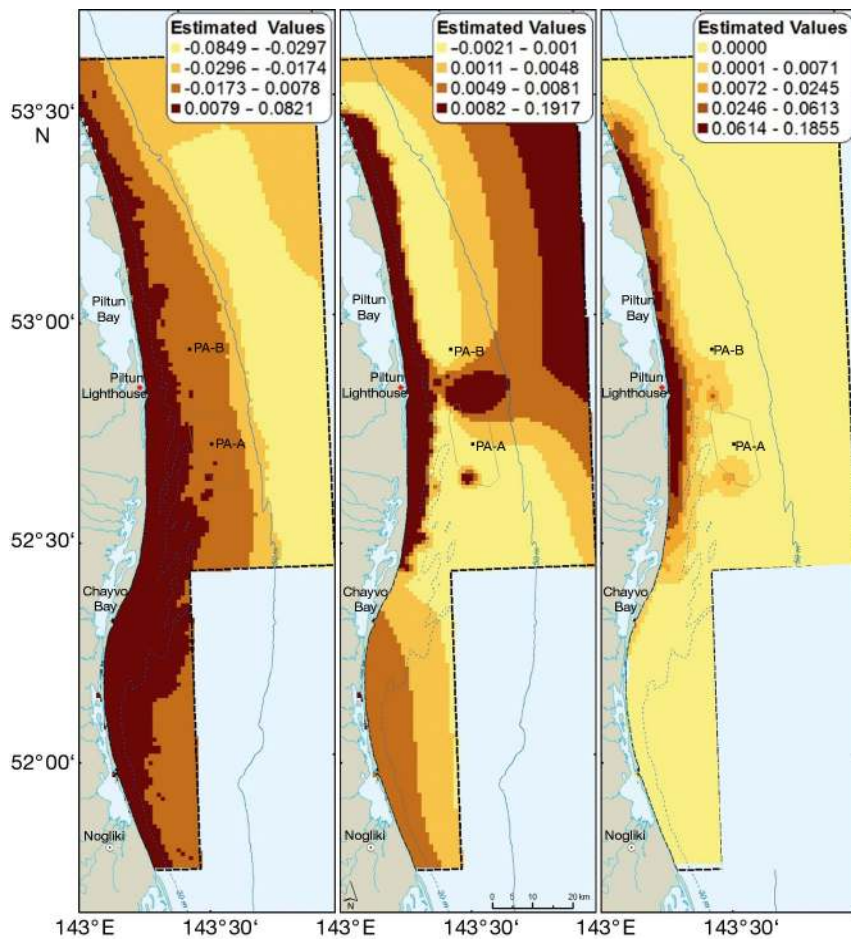 Estimated Values
-0.0849 – -0.0297
-0.0296 – -0.0174
-0.0173 – 0.0078
0.0079 – 0.0821
Estimated Values
-0.0021 – 0.001
0.0011 – 0.0048
0.0049 – 0.0081
0.0082 - 0.1917
Estimated Values
0.0000
0.0001 - 0.0071
0.0072 - 0.0245
0.0246 - 0.0613
0.0614 - 0.1855
53°30‘
N
53°00‘
52°30‘
52°00‘
Piltun
Bay
PA-B
Piltun
Lighthouse
PA-A
Chayvo
Bay
Nogliki
Piltun
Bay
PA-B
Piltun
Lighthouse
PA-A
Chayvo
Bay
Nogliki
N
0 5 10 20 km
Piltun
Bay
PA-B
Piltun
Lighthouse
PA-A
Chayvo
Bay
Nogliki
143°E
143°30‘
143°E
143°30‘
143°E
143°30‘